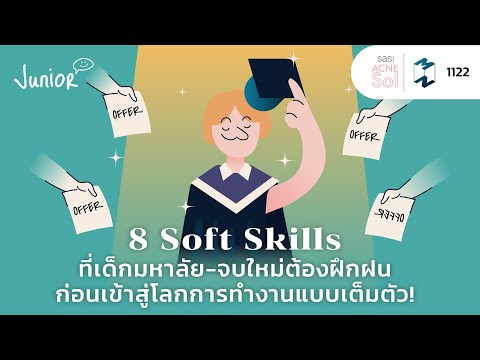 Junior
sasi
ACNE
Sol
1122
OFFER
OFFER
OFFER
OFFER
8 Soft Skills
ที่เด็กมหาลัย-จบใหม่ต้องฝึกฝน
ก่อนเข้าสู่โลกการทำงานแบบเต็มตัว!